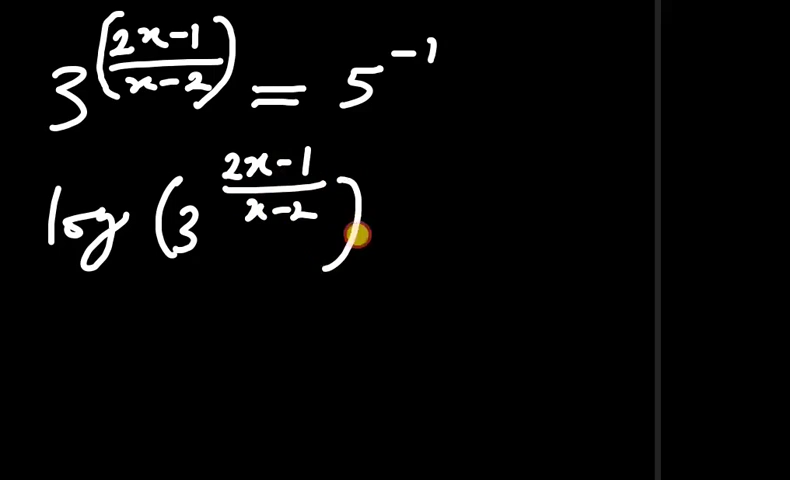 3^((2x-1)/(x-2)) = 5^-1
log (3^(2x-1)/(x-2))